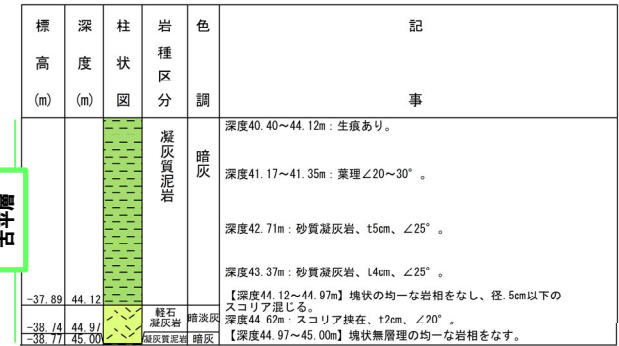 標高(m) 深度(m) 柱状図 岩種区分 色調 記事
古平層
凝灰質泥岩
暗灰
深度40.40～44.12m：生痕あり。
深度41.17～41.35m：葉理∠20～30°。
深度42.71m：砂質凝灰岩、t5cm、∠25°。
深度43.37m：砂質凝灰岩、t4cm、∠25°。
-37.89 44.12
軽石凝灰岩 暗淡灰
【深度44.12～44.97m】塊状の均一な岩相をなし、径.5cm以下の
スコリア混じる。
深度44.62m：スコリア挟在、t2cm、∠20°。
-38.74 44.97
-38.77 45.00 凝灰質泥岩 暗灰 【深度44.97～45.00m】塊状無層理の均一な岩相をなす。